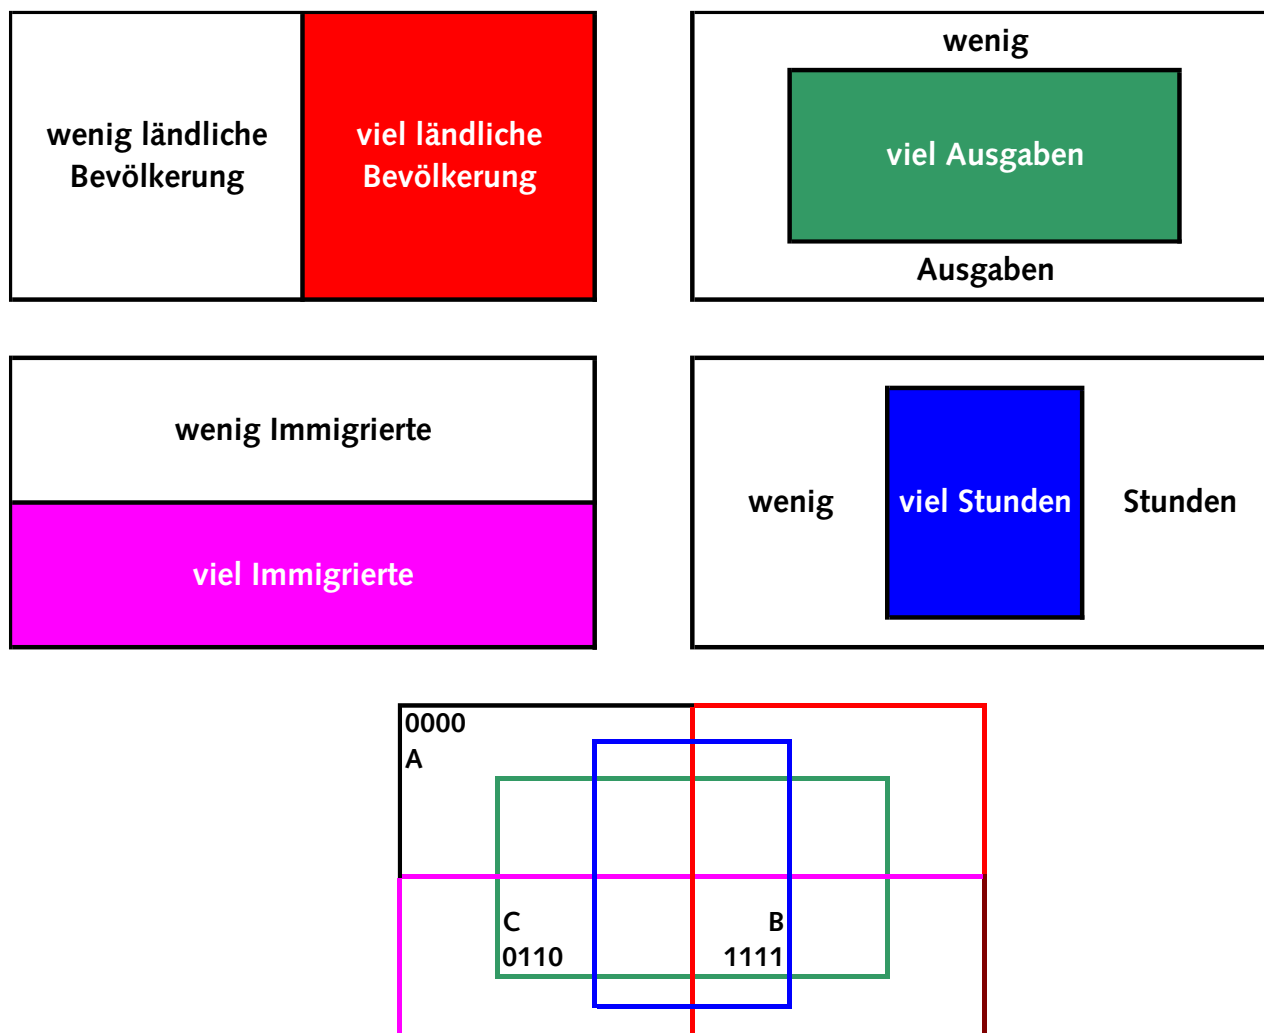 wenig ländliche
Bevölkerung
viel ländliche
Bevölkerung
wenig
viel Ausgaben
Ausgaben
wenig Immigrierte
viel Immigrierte
wenig
viel Stunden
Stunden
0000
A
C
0110
B
1111